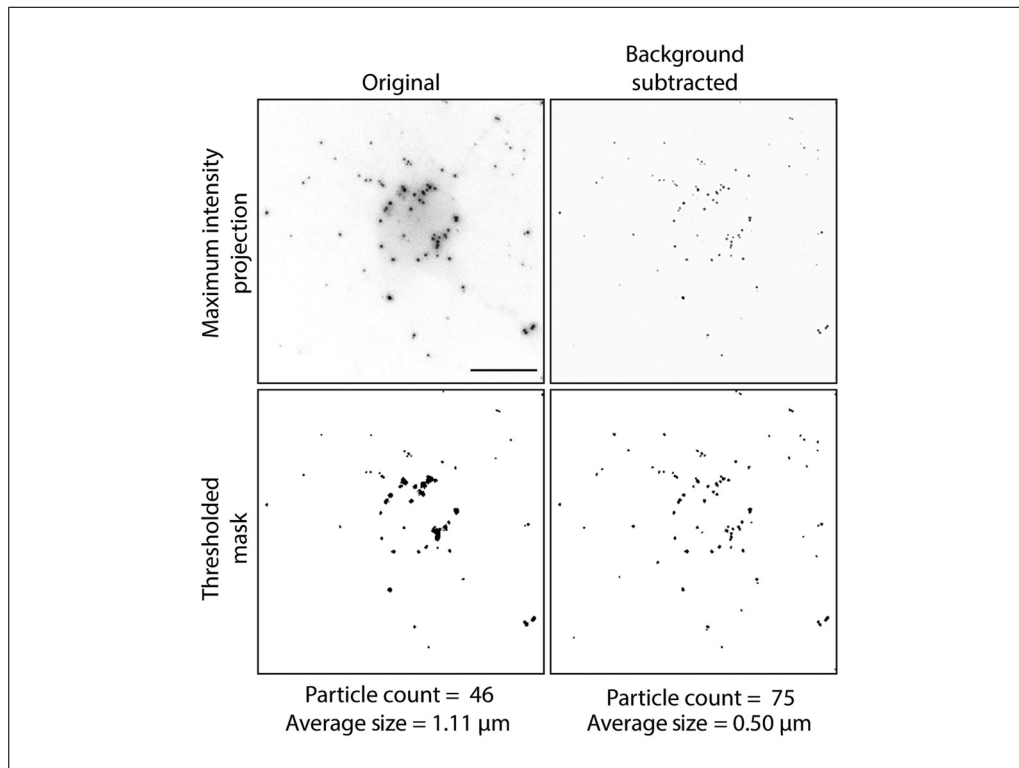 Original
Background
subtracted
Maximum intensity
projection
Thresholded
mask
Particle count = 46
Average size = 1.11 μm
Particle count = 75
Average size = 0.50 μm